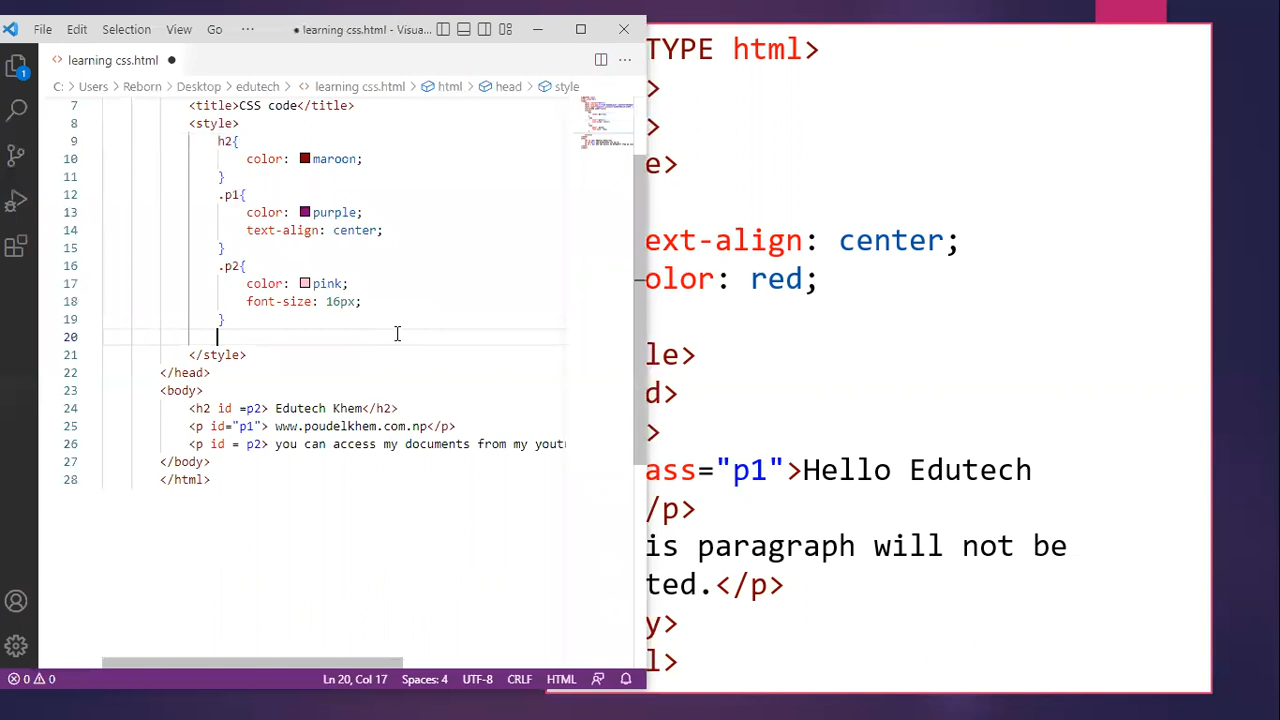 File Edit Selection View Go ··· ● learning css.html - Visua...
learning css.html ●
C: > Users > Reborn > Desktop > edutech > learning css.html > html > head > style
7 <title>CSS code</title>
8 <style>
9 h2{
10 color: maroon;
11 }
12 .p1{
13 color: purple;
14 text-align: center;
15 }
16 .p2{
17 color: pink;
18 font-size: 16px;
19 }
20
21 </style>
22 </head>
23 <body>
24 <h2 id =p2> Edutech Khem</h2>
25 <p id="p1"> www.poudelkhem.com.np</p>
26 <p id = p2> you can access my documents from my yout
27 </body>
28 </html>
1
0 0 Ln 20, Col 17 Spaces: 4 UTF-8 CRLF HTML
TYPE html>
>
>
e>
ext-align: center;
olor: red;
le>
d>
>
ass="p1">Hello Edutech
/p>
is paragraph will not be
ted.</p>
y>
l>